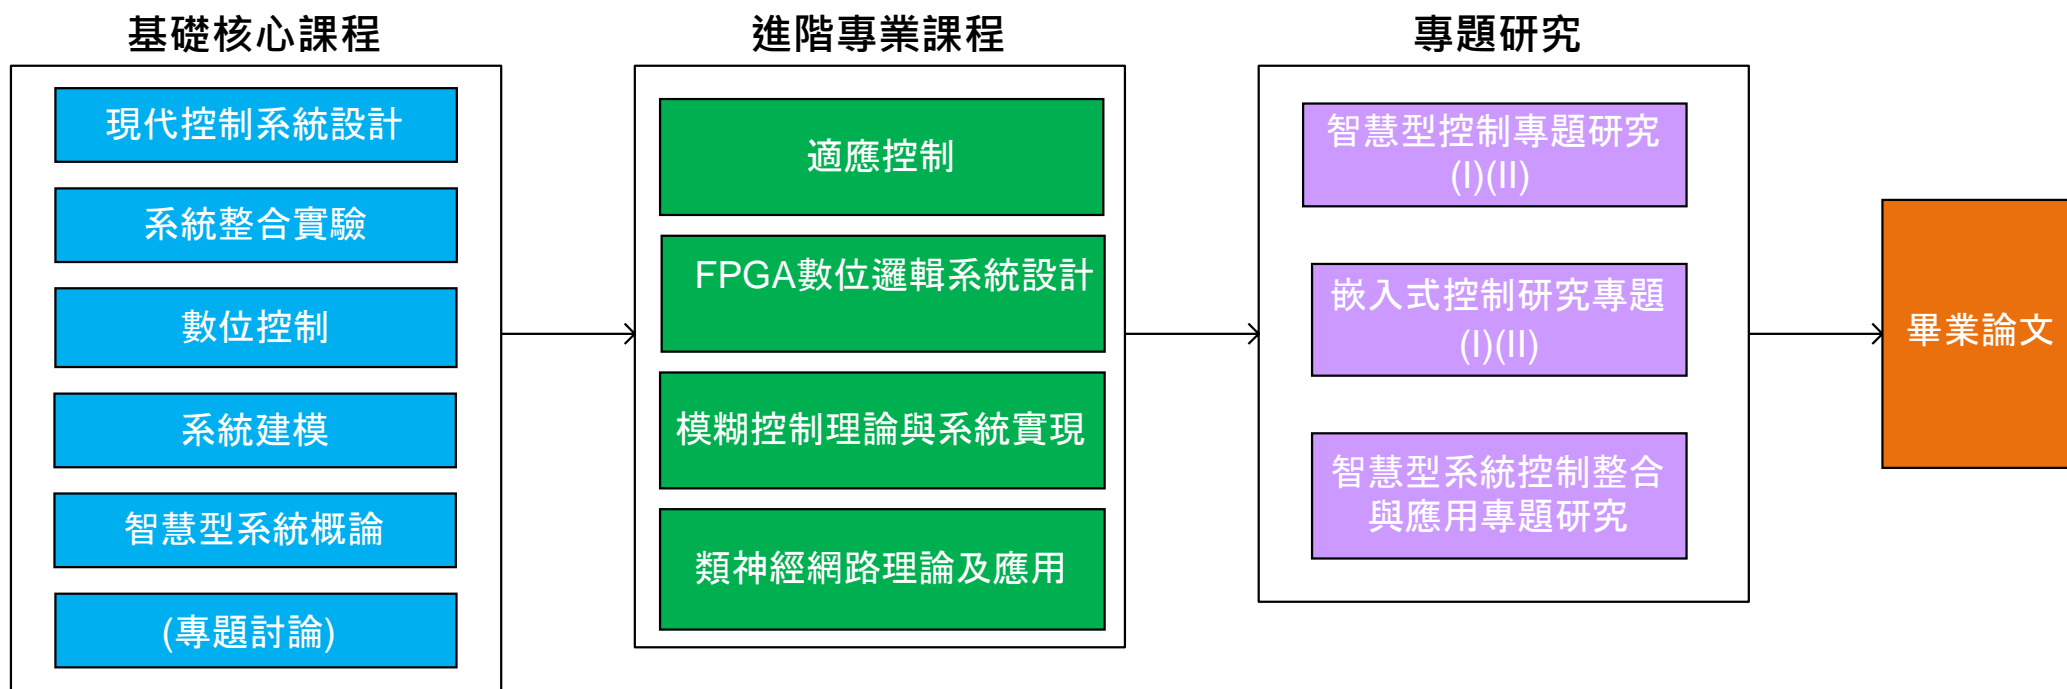 基礎核心課程
現代控制系統設計
系統整合實驗
數位控制
系統建模
智慧型系統概論
(專題討論)
進階專業課程
適應控制
FPGA數位邏輯系統設計
模糊控制理論與系統實現
類神經網路理論及應用
專題研究
智慧型控制專題研究
(I)(II)
嵌入式控制研究專題
(I)(II)
智慧型系統控制整合
與應用專題研究
畢業論文